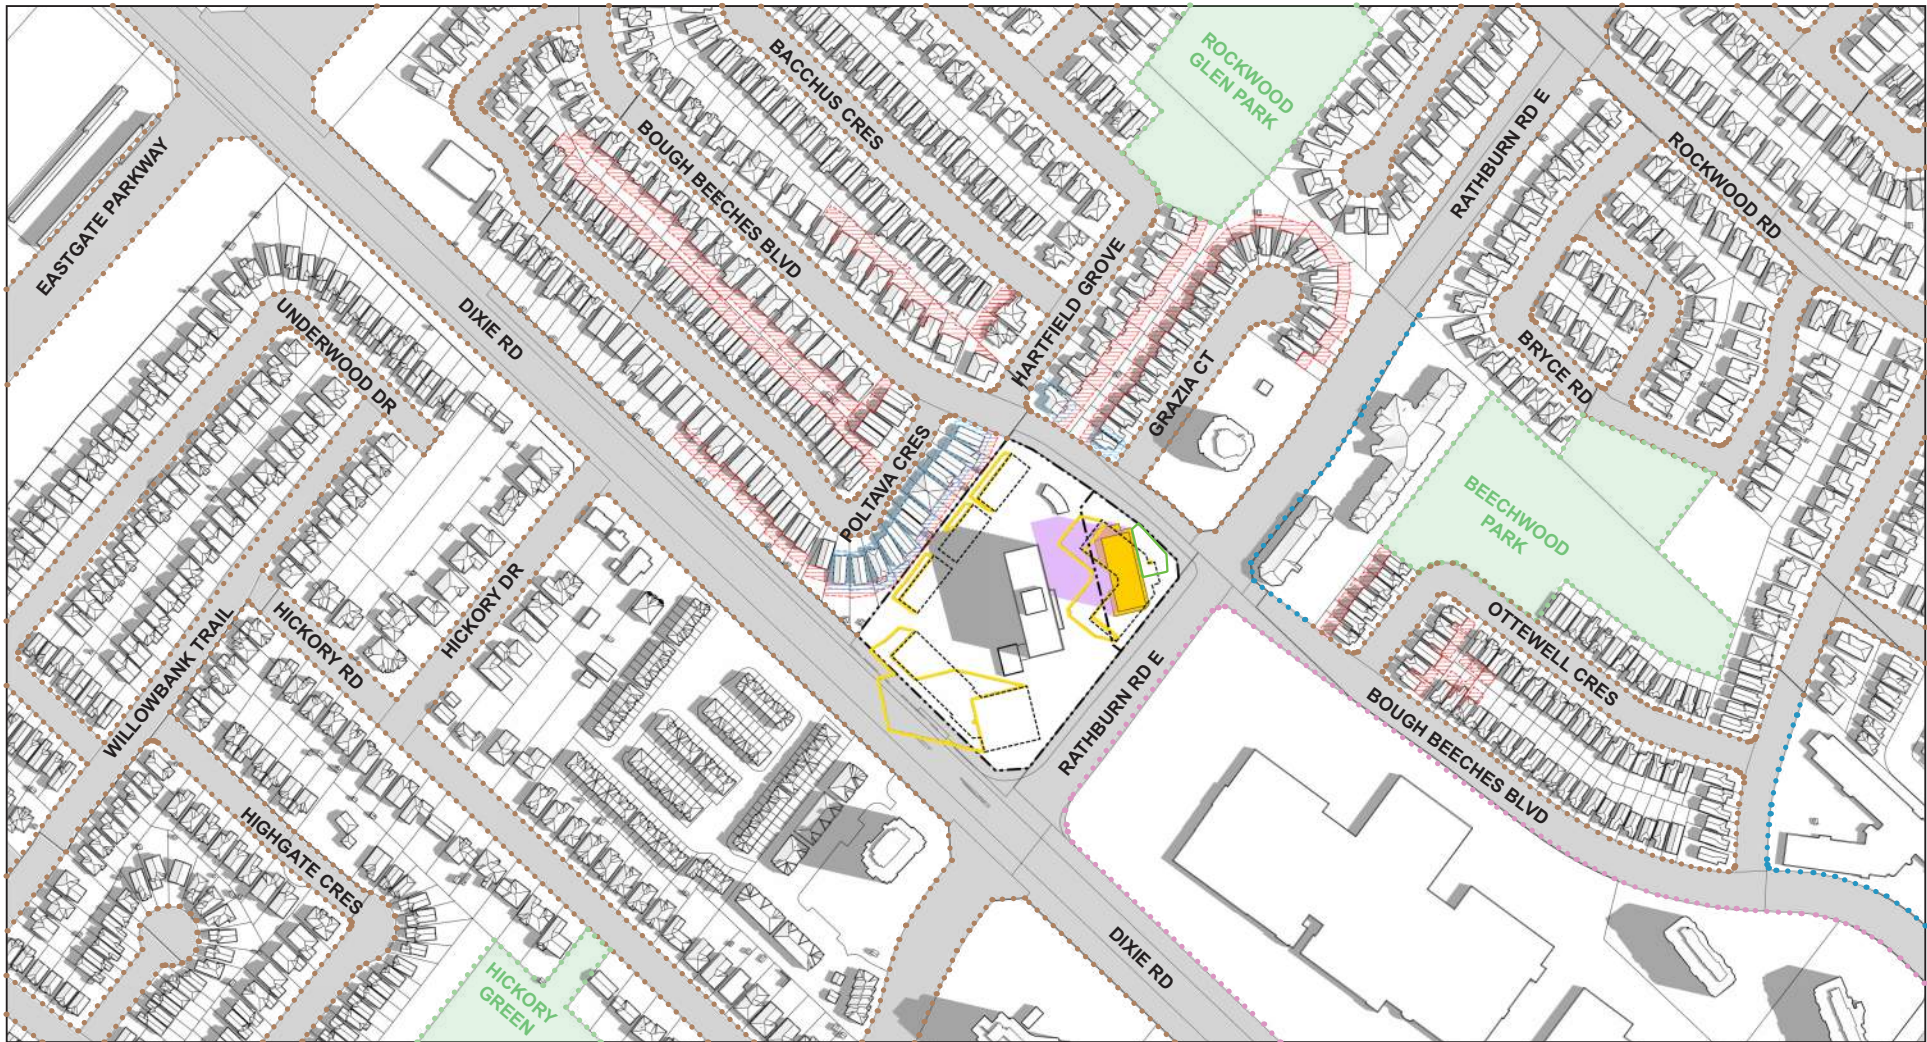 ROCKWOOD
GLEN PARK
BACCHUS CRES
BOUGH BEECHES BLVD
RATHBURN RD E
ROCKWOOD RD
EASTGATE PARKWAY
UNDERWOOD DR
DIXIE RD
HARTFIELD GROVE
GRAZIA CT
BRYCE RD
POLTAVA CRES
BEECHWOOD
PARK
HICKORY DR
OTTEWELL CRES
WILLOWBANK TRAIL
HICKORY RD
RATHBURN RD E
BOUGH BEECHES BLVD
HIGHGATE CRES
DIXIE RD
HICKORY
GREEN